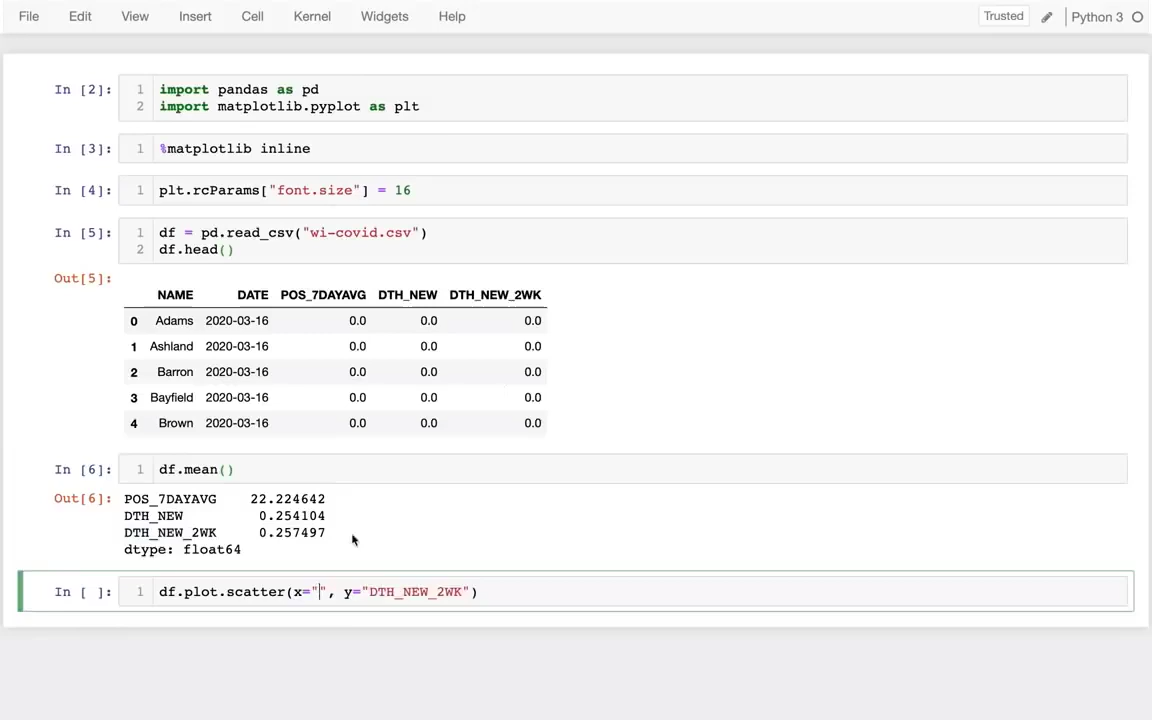 File Edit View Insert Cell Kernel Widgets Help Trusted Python 3
In [2]: 1 import pandas as pd
2 import matplotlib.pyplot as plt
In [3]: 1 %matplotlib inline
In [4]: 1 plt.rcParams["font.size"] = 16
In [5]: 1 df = pd.read_csv("wi-covid.csv")
2 df.head()
Out[5]:
NAME DATE POS_7DAYAVG DTH_NEW DTH_NEW_2WK
0 Adams 2020-03-16 0.0 0.0 0.0
1 Ashland 2020-03-16 0.0 0.0 0.0
2 Barron 2020-03-16 0.0 0.0 0.0
3 Bayfield 2020-03-16 0.0 0.0 0.0
4 Brown 2020-03-16 0.0 0.0 0.0
In [6]: 1 df.mean()
Out[6]: POS_7DAYAVG 22.224642
DTH_NEW 0.254104
DTH_NEW_2WK 0.257497
dtype: float64
In [ ]: 1 df.plot.scatter(x="", y="DTH_NEW_2WK")